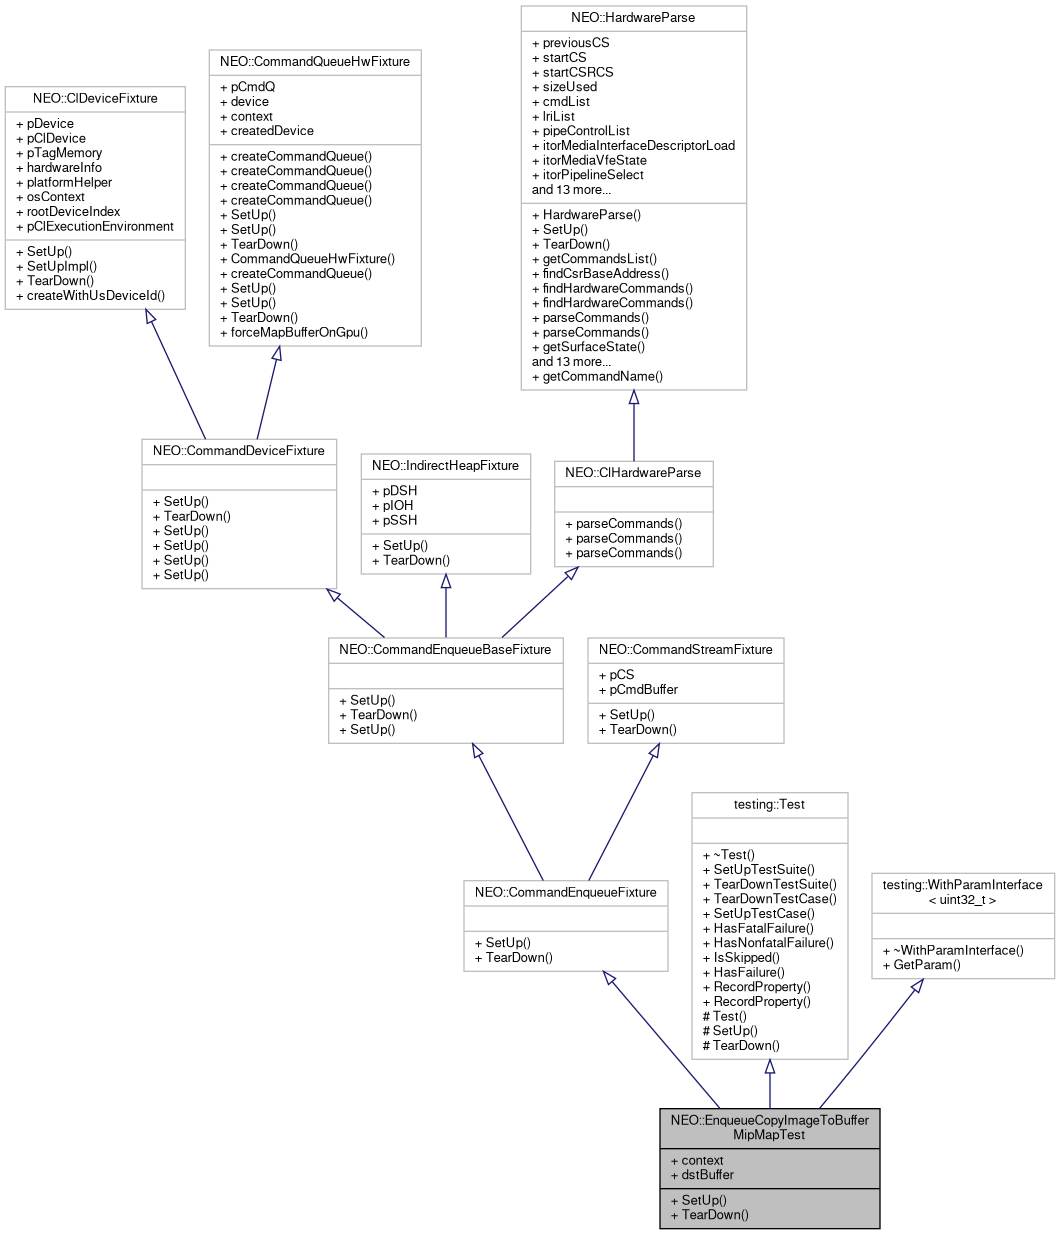 NEO::HardwareParse
+ previousCS
+ startCS
+ startCSRCS
+ sizeUsed
+ cmdList
+ lriList
+ pipeControlList
+ itorMediaInterfaceDescriptorLoad
+ itorMediaVfeState
+ itorPipelineSelect
and 13 more...
+ HardwareParse()
+ SetUp()
+ TearDown()
+ getCommandsList()
+ findCsrBaseAddress()
+ findHardwareCommands()
+ findHardwareCommands()
+ parseCommands()
+ parseCommands()
+ getSurfaceState()
and 13 more...
+ getCommandName()
NEO::CommandQueueHwFixture
+ pCmdQ
+ device
+ context
+ createdDevice
+ createCommandQueue()
+ createCommandQueue()
+ createCommandQueue()
+ createCommandQueue()
+ SetUp()
+ SetUp()
+ TearDown()
+ CommandQueueHwFixture()
+ createCommandQueue()
+ SetUp()
+ SetUp()
+ TearDown()
+ forceMapBufferOnGpu()
NEO::ClDeviceFixture
+ pDevice
+ pClDevice
+ pTagMemory
+ hardwareInfo
+ platformHelper
+ osContext
+ rootDeviceIndex
+ pClExecutionEnvironment
+ SetUp()
+ SetUpImpl()
+ TearDown()
+ createWithUsDeviceId()
NEO::CommandDeviceFixture
+ SetUp()
+ TearDown()
+ SetUp()
+ SetUp()
+ SetUp()
+ SetUp()
NEO::IndirectHeapFixture
+ pDSH
+ pIOH
+ pSSH
+ SetUp()
+ TearDown()
NEO::ClHardwareParse
+ parseCommands()
+ parseCommands()
+ parseCommands()
NEO::CommandEnqueueBaseFixture
+ SetUp()
+ TearDown()
+ SetUp()
NEO::CommandStreamFixture
+ pCS
+ pCmdBuffer
+ SetUp()
+ TearDown()
NEO::CommandEnqueueFixture
+ SetUp()
+ TearDown()
testing::Test
+ ~Test()
+ SetUpTestSuite()
+ TearDownTestSuite()
+ TearDownTestCase()
+ SetUpTestCase()
+ HasFatalFailure()
+ HasNonfatalFailure()
+ IsSkipped()
+ HasFailure()
+ RecordProperty()
+ RecordProperty()
# Test()
# SetUp()
# TearDown()
testing::WithParamInterface
< uint32_t >
+ ~WithParamInterface()
+ GetParam()
NEO::EnqueueCopyImageToBuffer
MipMapTest
+ context
+ dstBuffer
+ SetUp()
+ TearDown()